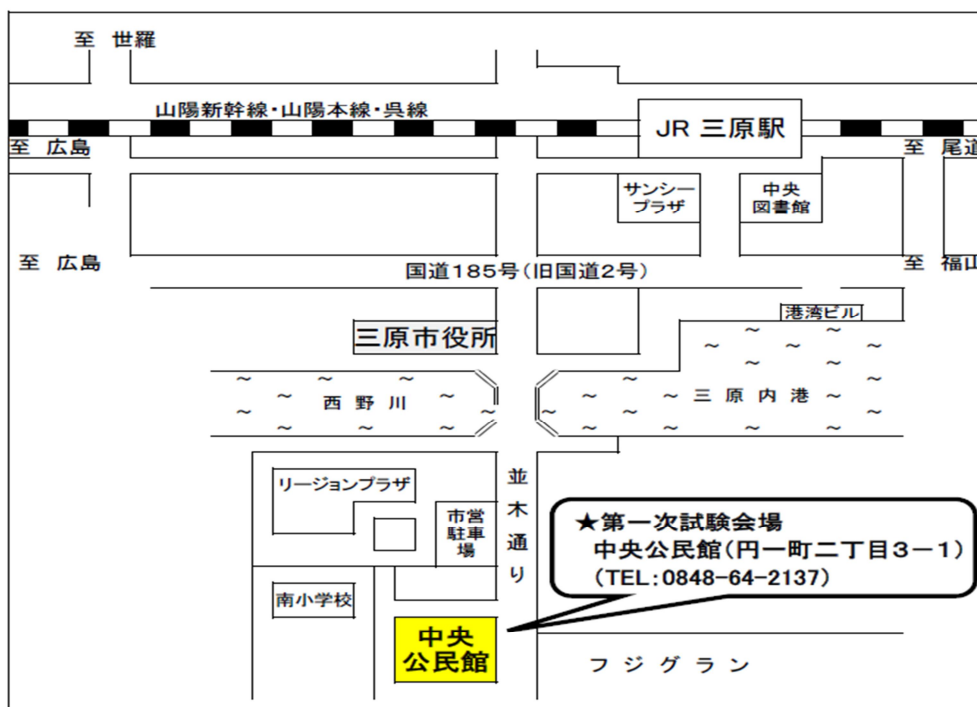 至 世羅
山陽新幹線・山陽本線・呉線
JR 三原駅
至 広島
至 尾道
サンシー
プラザ
中央
図書館
至 広島
国道185号(旧国道2号)
至 福山
港湾ビル
三原市役所
西野川
三原内港
並木通り
リージョンプラザ
市営
駐車
場
★第一次試験会場
中央公民館(円一町二丁目3-1)
(TEL:0848-64-2137)
南小学校
中央
公民館
フジグラン